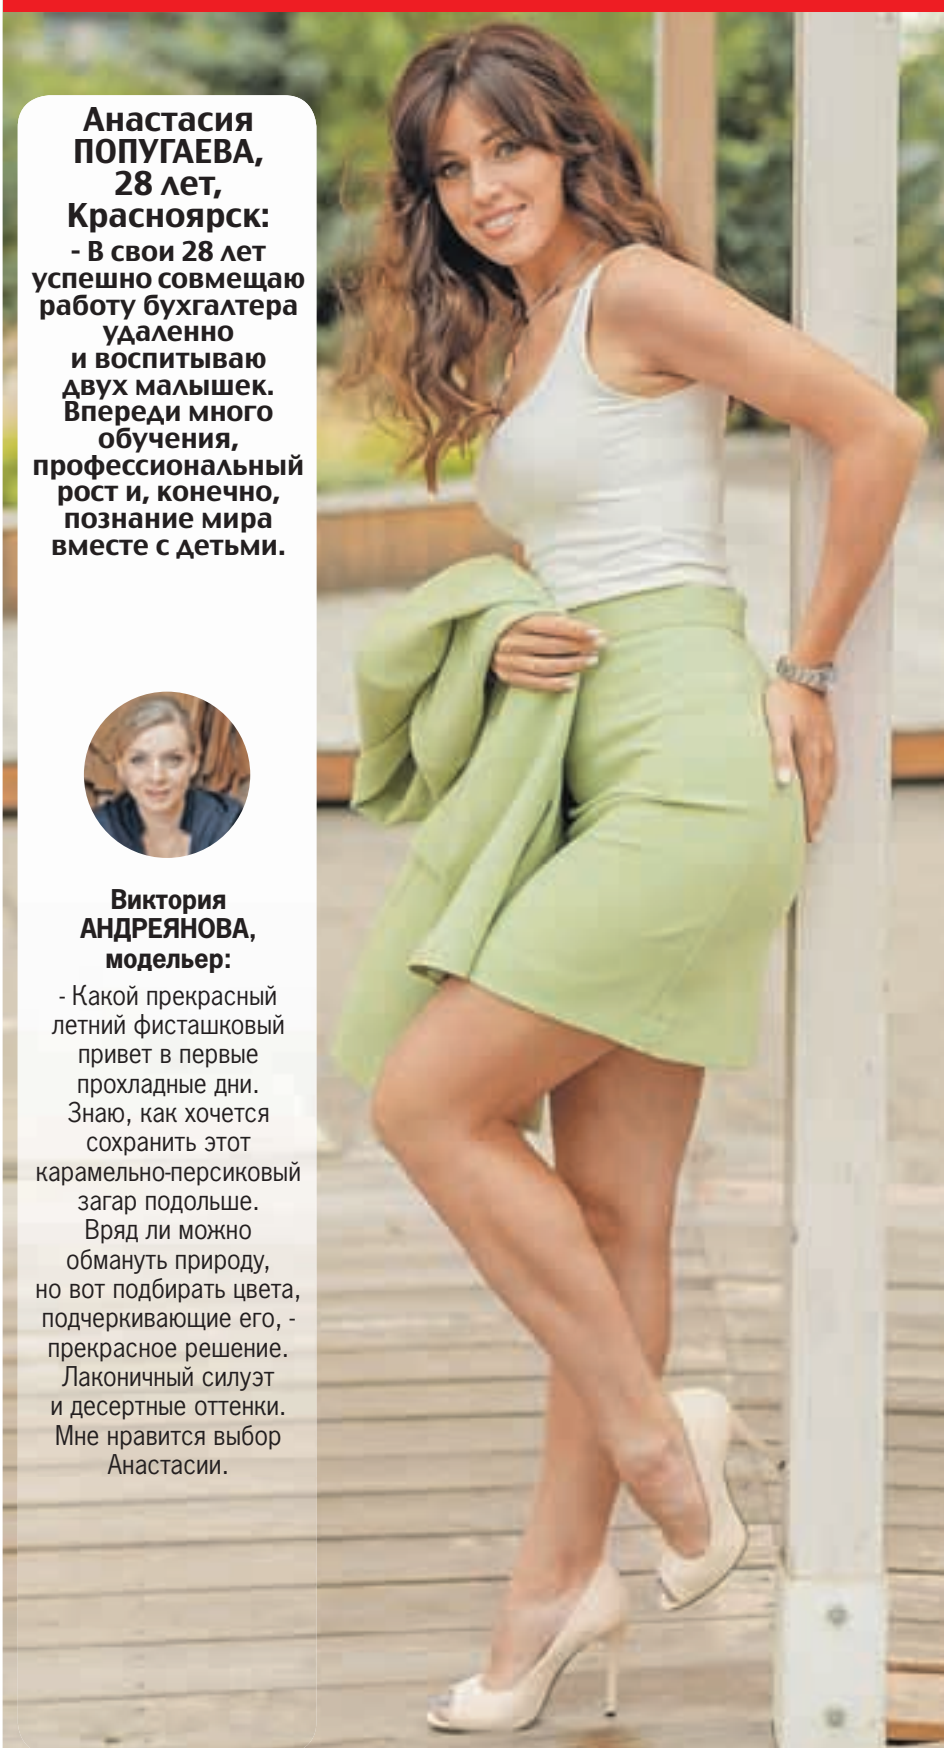 Анастасия
ПОПУГАЕВА,
28 лет,
Красноярск:
- В свои 28 лет
успешно совмещаю
работу бухгалтера
удаленно
и воспитываю
двух малышек.
Впереди много
обучения,
профессиональный
рост и, конечно,
познание мира
вместе с детьми.
Виктория
АНДРЕЯНОВА,
модельер:
- Какой прекрасный
летний фисташковый
привет в первые
прохладные дни.
Знаю, как хочется
сохранить этот
карамельно-персиковый
загар подольше.
Вряд ли можно
обмануть природу,
но вот подбирать цвета,
подчеркивающие его, -
прекрасное решение.
Лаконичный силуэт
и десертные оттенки.
Мне нравится выбор
Анастасии.